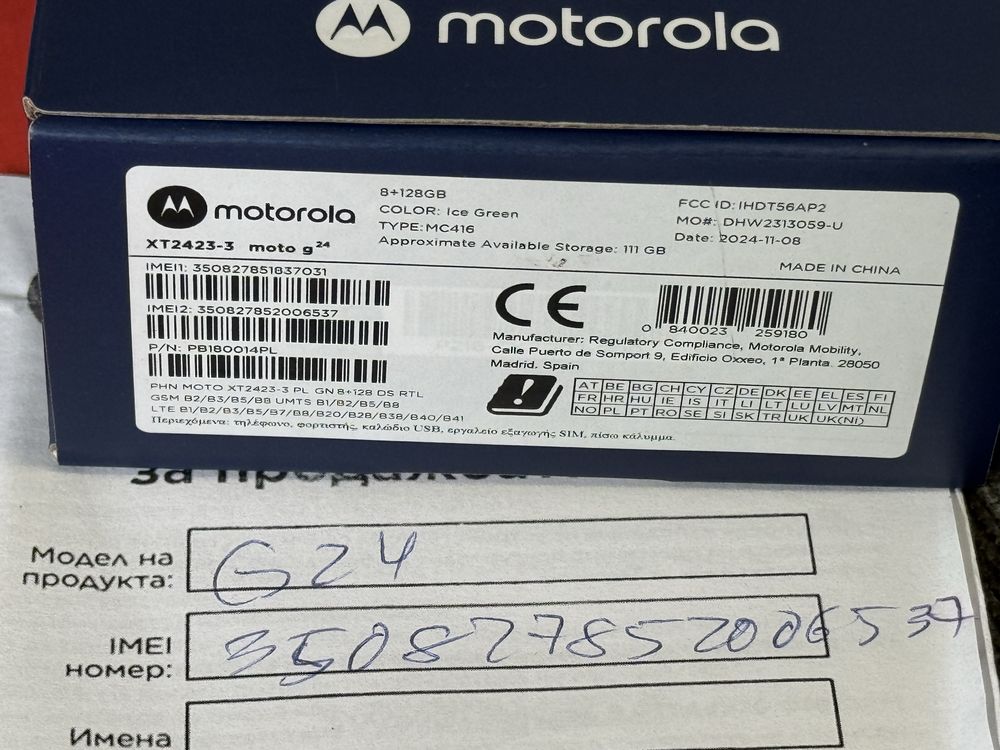 motorola
motorola
XT2423-3 moto g24
8+128GB
COLOR: Ice Green
TYPE: MC416
Approximate Available Storage: 111 GB
FCC ID: IHDT56AP2
MO#: DHW2313059-U
Date: 2024-11-08
MADE IN CHINA
IMEI1: 350827851837031
IMEI2: 350827852006537
P/N: PB180014PL
PHN MOTO XT2423-3 PL GN 8+128 DS RTL
GSM B2/B3/B5/B8 UMTS B1/B2/B5/B8
LTE B1/B2/B3/B5/B7/B8/B20/B28/B38/B40/B41
Περιεχόμενα: τηλέφωνο, φορτιστής, καλώδιο USB, εργαλείο εξαγωγής SIM, πίσω κάλυμμα.
CE
0 840023 259180
Manufacturer: Regulatory Compliance, Motorola Mobility,
Calle Puerto de Somport 9, Edificio Oxxeo, 1ª Planta, 28050
Madrid, Spain
AT BE BG CH CY CZ DE DK EE EL ES FI
FR HR HU IE IS IT LI LT LU LV MT NL
NO PL PT RO SE SI SK TR UK UK(NI)
за
Модел на
продукта:
G24
IMEI
номер:
350827852006537
Имена